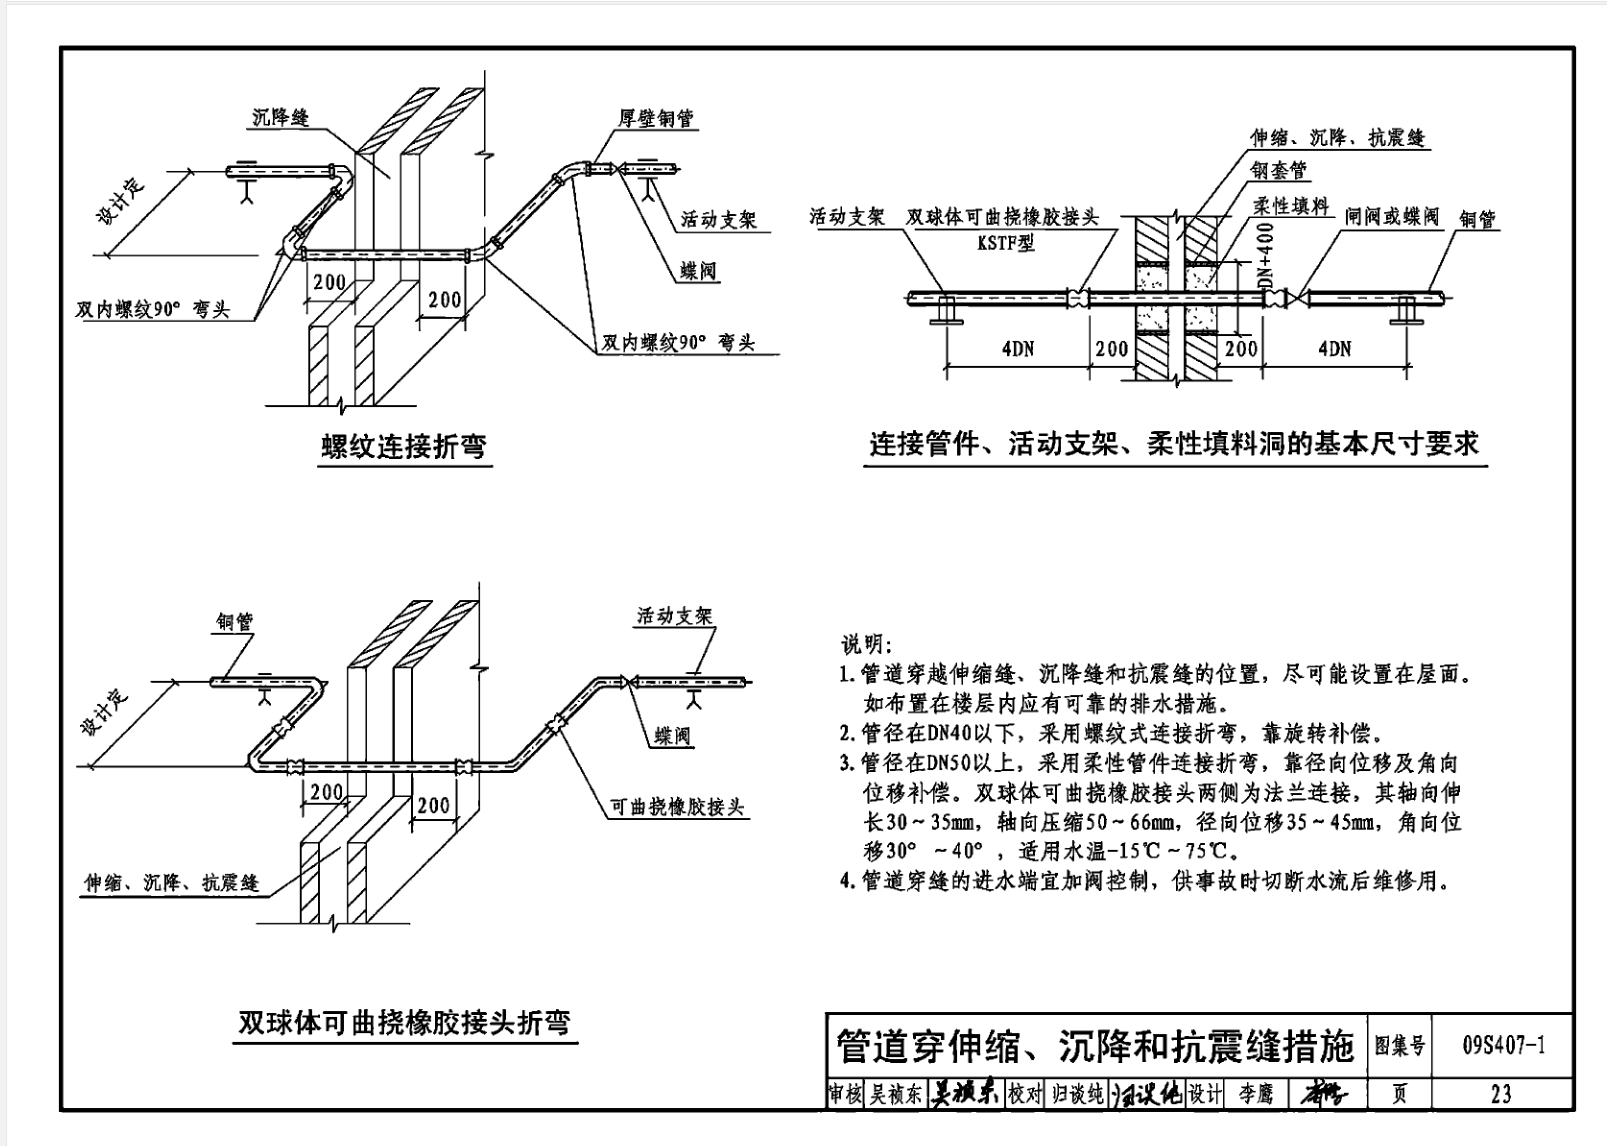 沉降缝
厚壁铜管
设计定
活动支架
蝶阀
200
200
双内螺纹90° 弯头
双内螺纹90° 弯头
螺纹连接折弯
伸缩、沉降、抗震缝
钢套管
柔性填料
活动支架
双球体可曲挠橡胶接头
KSTF型
闸阀或蝶阀
铜管
DN+400
4DN
200
200
4DN
连接管件、活动支架、柔性填料洞的基本尺寸要求
铜管
活动支架
设计定
蝶阀
200
200
可曲挠橡胶接头
伸缩、沉降、抗震缝
双球体可曲挠橡胶接头折弯
说明:
1.管道穿越伸缩缝、沉降缝和抗震缝的位置，尽可能设置在屋面。
如布置在楼层内应有可靠的排水措施。
2.管径在DN40以下，采用螺纹式连接折弯，靠旋转补偿。
3.管径在DN50以上，采用柔性管件连接折弯，靠径向位移及角向
位移补偿。双球体可曲挠橡胶接头两侧为法兰连接，其轴向伸
长30～35mm，轴向压缩50～66mm，径向位移35～45mm，角向位
移30° ～40° ，适用水温-15℃～75℃。
4.管道穿缝的进水端宜加阀控制，供事故时切断水流后维修用。
管道穿伸缩、沉降和抗震缝措施
图集号
09S407-1
审核 吴祯东 吴祯东 校对 归谈纯 归谈纯 设计 李鹰
页
23